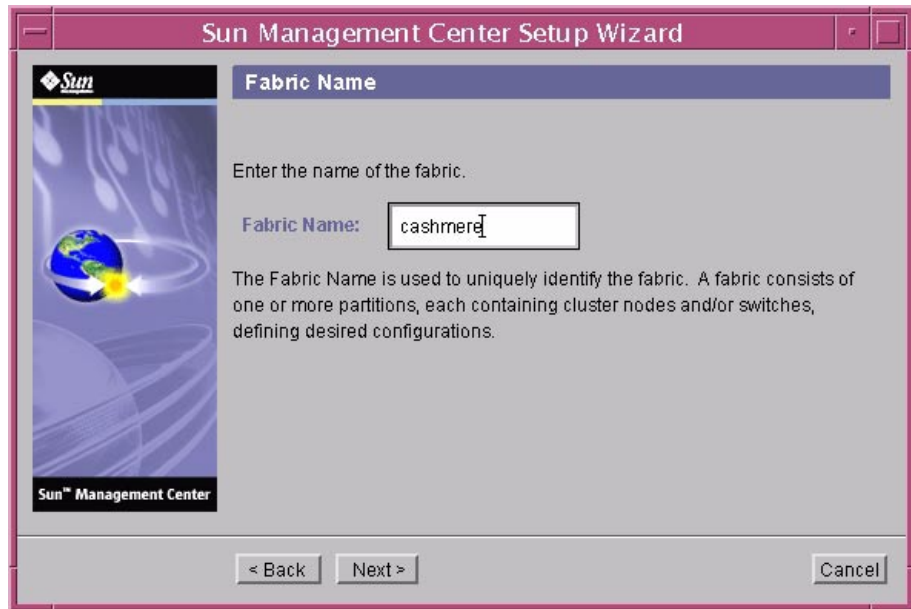 Sun Management Center Setup Wizard
Sun
Fabric Name
Enter the name of the fabric.
Fabric Name: cashmere
The Fabric Name is used to uniquely identify the fabric. A fabric consists of
one or more partitions, each containing cluster nodes and/or switches,
defining desired configurations.
Sun™ Management Center
< Back Next > Cancel